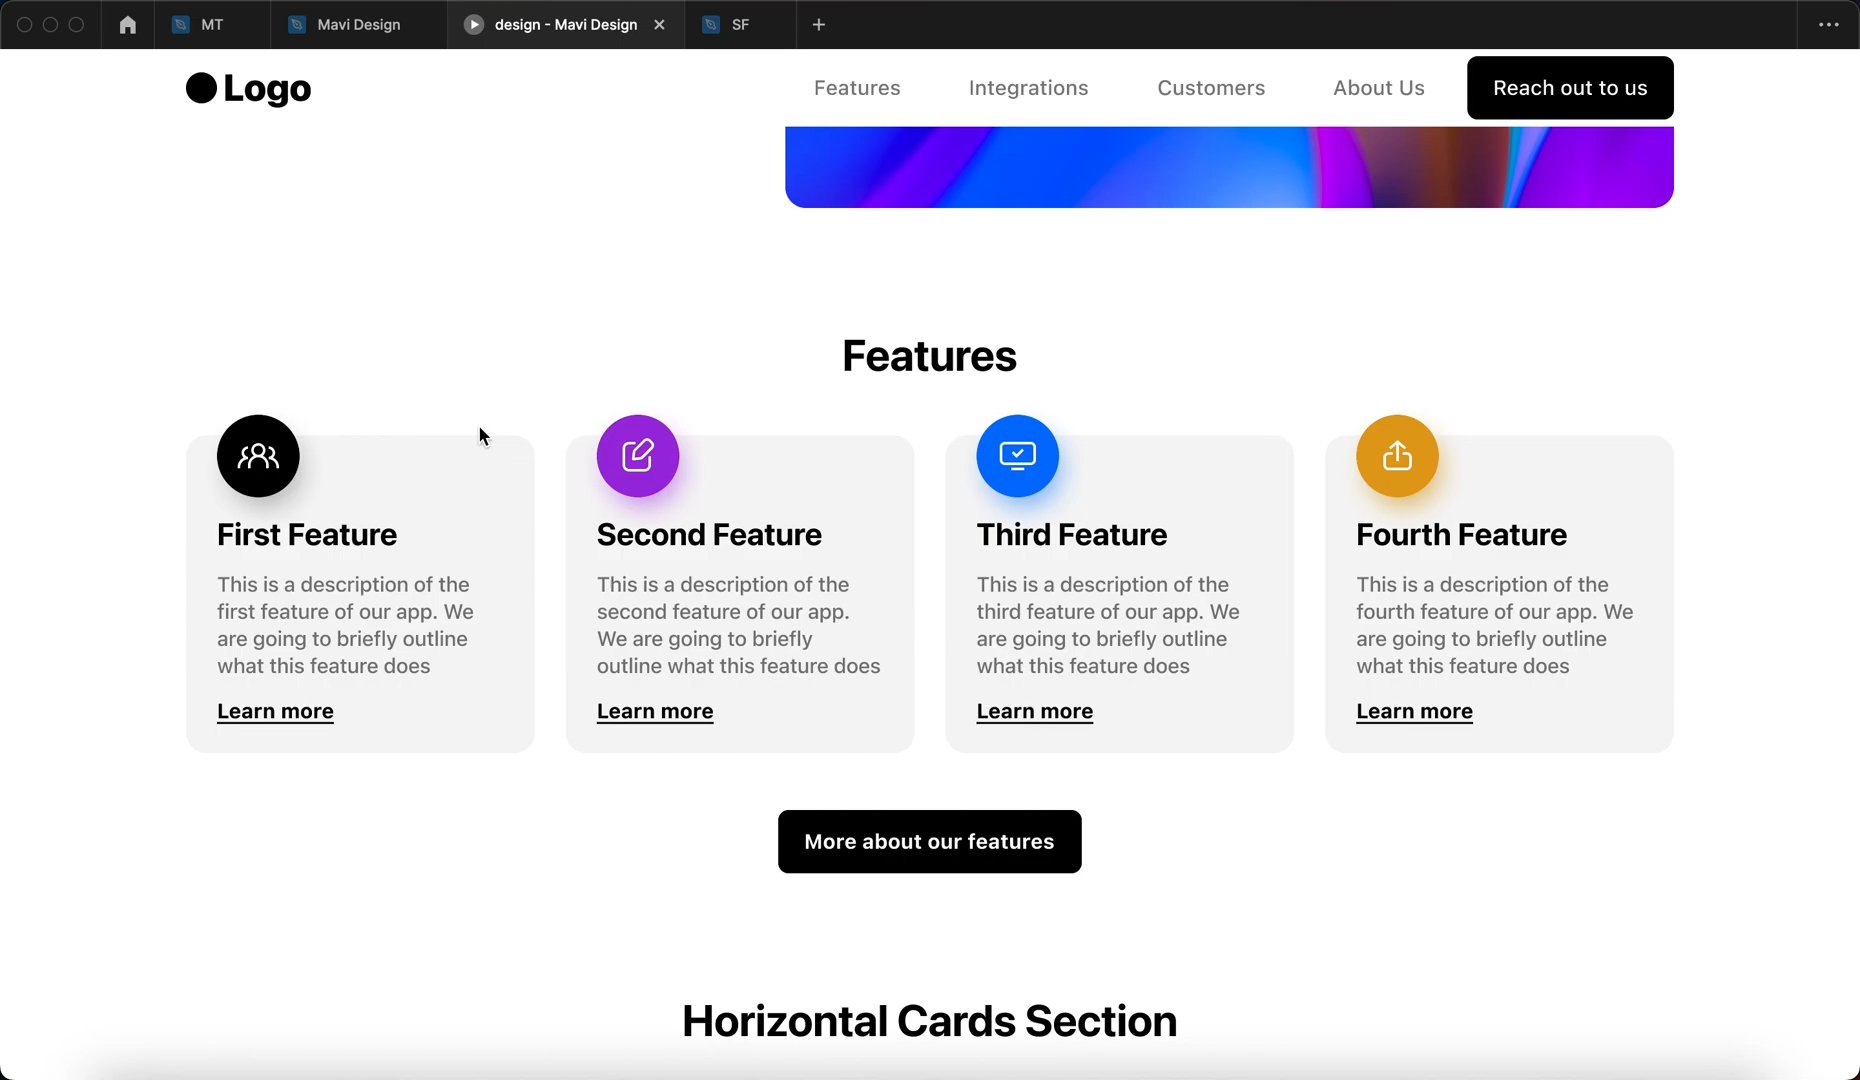 MT
Mavi Design
design - Mavi Design
SF
Logo
Features
Integrations
Customers
About Us
Reach out to us
Features
First Feature
This is a description of the
first feature of our app. We
are going to briefly outline
what this feature does
Learn more
Second Feature
This is a description of the
second feature of our app.
We are going to briefly
outline what this feature does
Learn more
Third Feature
This is a description of the
third feature of our app. We
are going to briefly outline
what this feature does
Learn more
Fourth Feature
This is a description of the
fourth feature of our app. We
are going to briefly outline
what this feature does
Learn more
More about our features
Horizontal Cards Section